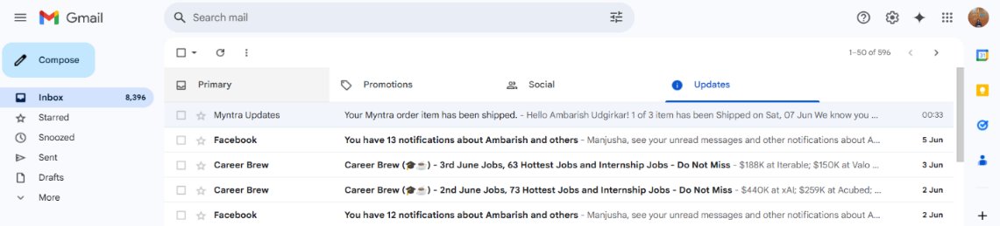 Gmail
Search mail
Compose
1–50 of 596
Primary
Promotions
Social
Updates
Inbox 8,396
Starred
Snoozed
Sent
Drafts
More
Myntra Updates Your Myntra order item has been shipped. - Hello Ambarish Udgirkar! 1 of 3 item has been Shipped on Sat, 07 Jun We know you ... 00:33
Facebook You have 13 notifications about Ambarish and others - Manjusha, see your unread messages and other notifications about A... 5 Jun
Career Brew Career Brew (🎓☕) - 3rd June Jobs, 63 Hottest Jobs and Internship Jobs - Do Not Miss - $188K at Iterable; $150K at Valo ... 3 Jun
Career Brew Career Brew (🎓☕) - 2nd June Jobs, 73 Hottest Jobs and Internship Jobs - Do Not Miss - $440K at xAI; $259K at Acubed; ... 2 Jun
Facebook You have 12 notifications about Ambarish and others - Manjusha, see your unread messages and other notifications about A... 2 Jun